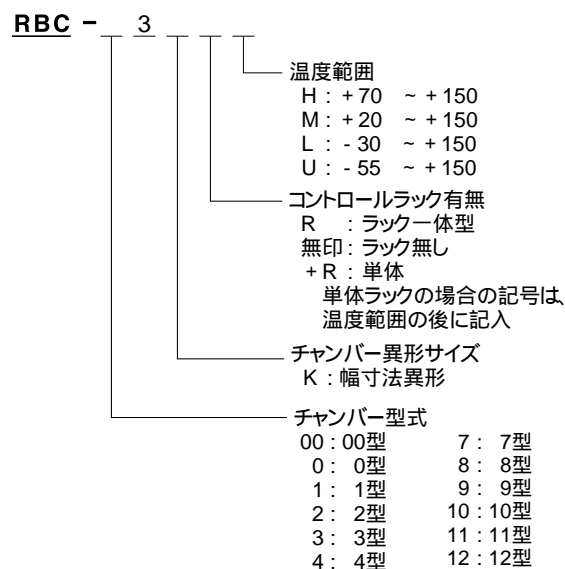 RBC - _ 3 _ _ _
温度範囲
H : + 70 ~ + 150
M : + 20 ~ + 150
L : - 30 ~ + 150
U : - 55 ~ + 150
コントロールラック有無
R : ラック一体型
無印 : ラック無し
+ R : 単体
単体ラックの場合の記号は、
温度範囲の後に記入
チャンバー異形サイズ
K : 幅寸法異形
チャンバー型式
00 : 00型 7 : 7型
0 : 0型 8 : 8型
1 : 1型 9 : 9型
2 : 2型 10 : 10型
3 : 3型 11 : 11型
4 : 4型 12 : 12型